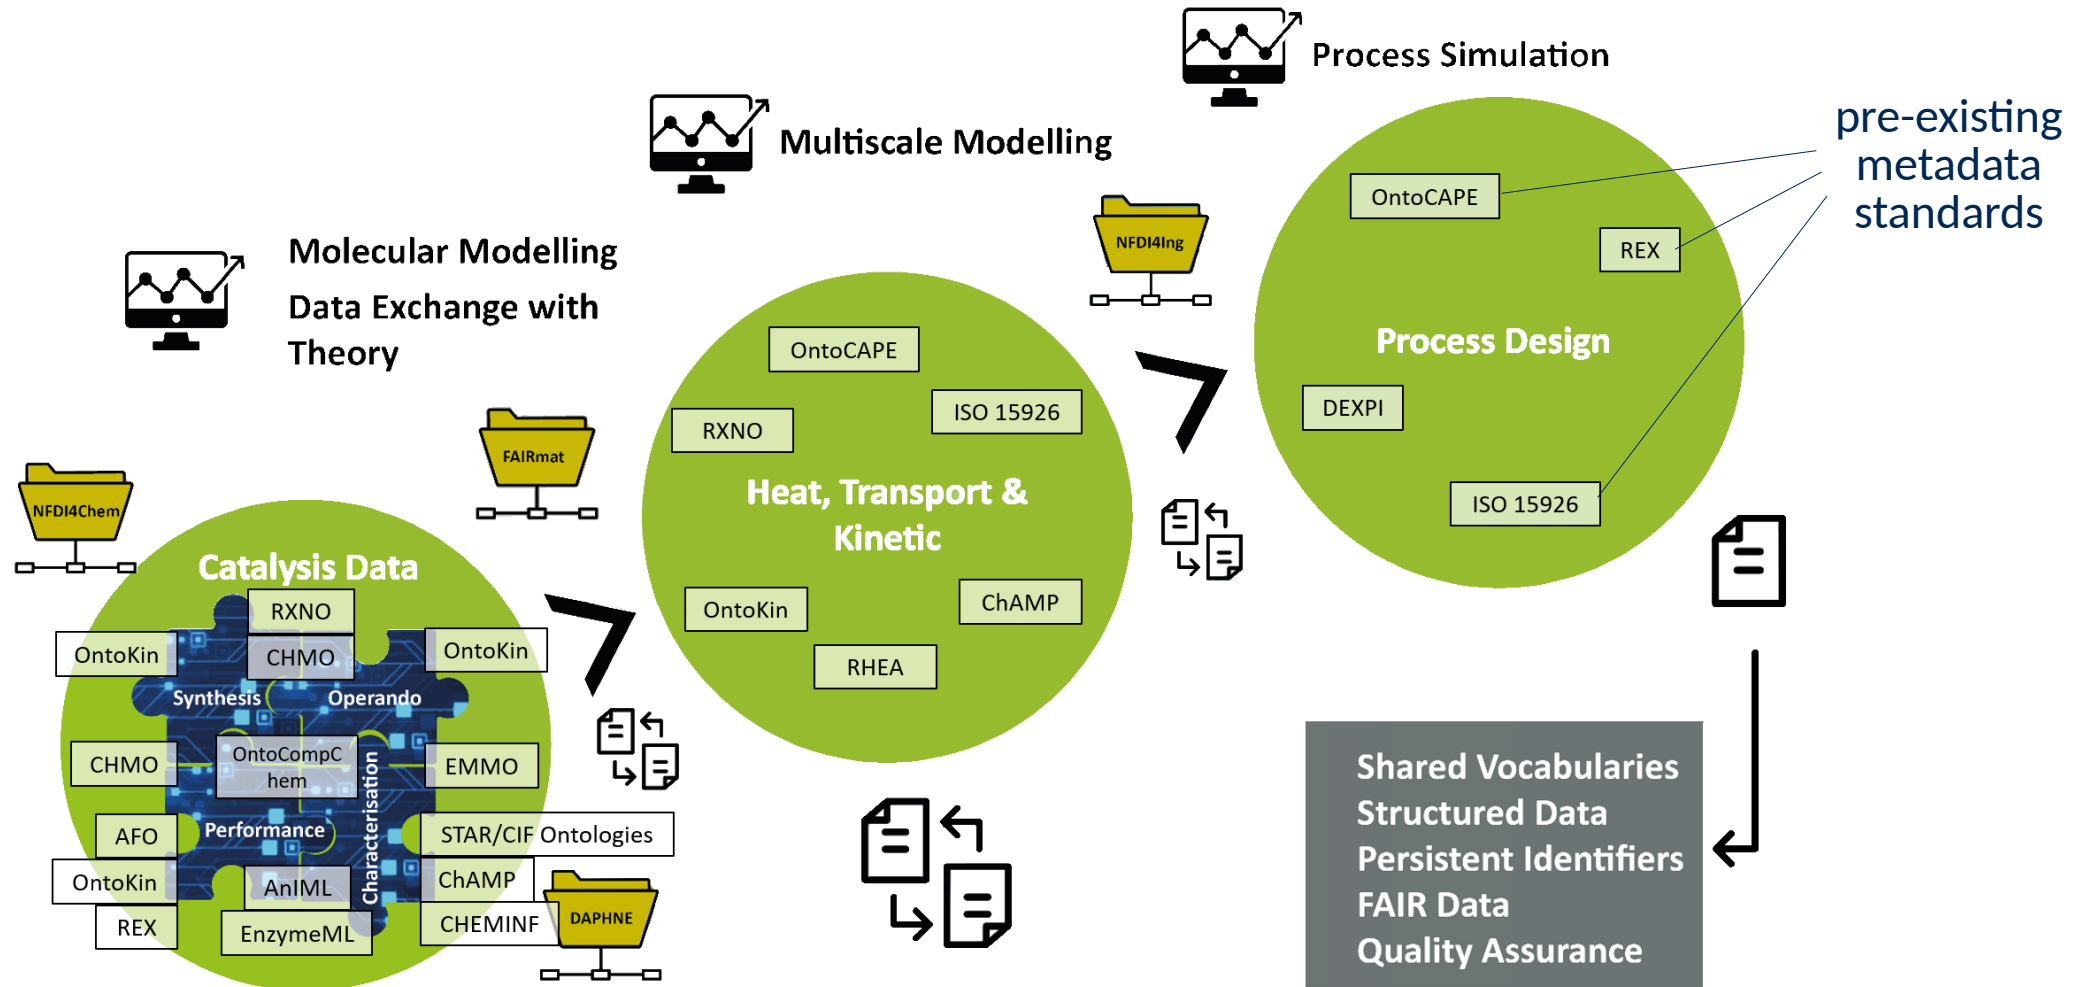 Process Simulation
pre-existing
metadata
standards
Multiscale Modelling
OntoCAPE
REX
NFDI4Ing
Molecular Modelling
Data Exchange with
Theory
Process Design
OntoCAPE
ISO 15926
RXNO
DEXPI
FAIRmat
Heat, Transport &
Kinetic
ISO 15926
NFDI4Chem
Catalysis Data
RXNO
OntoKin
ChAMP
RHEA
OntoKin
CHMO
OntoKin
Synthesis
Operando
CHMO
OntoCompC
hem
EMMO
Characterisation
AFO
Performance
STAR/CIF Ontologies
OntoKin
AnIML
ChAMP
REX
EnzymeML
CHEMINF
DAPHNE
Shared Vocabularies
Structured Data
Persistent Identifiers
FAIR Data
Quality Assurance